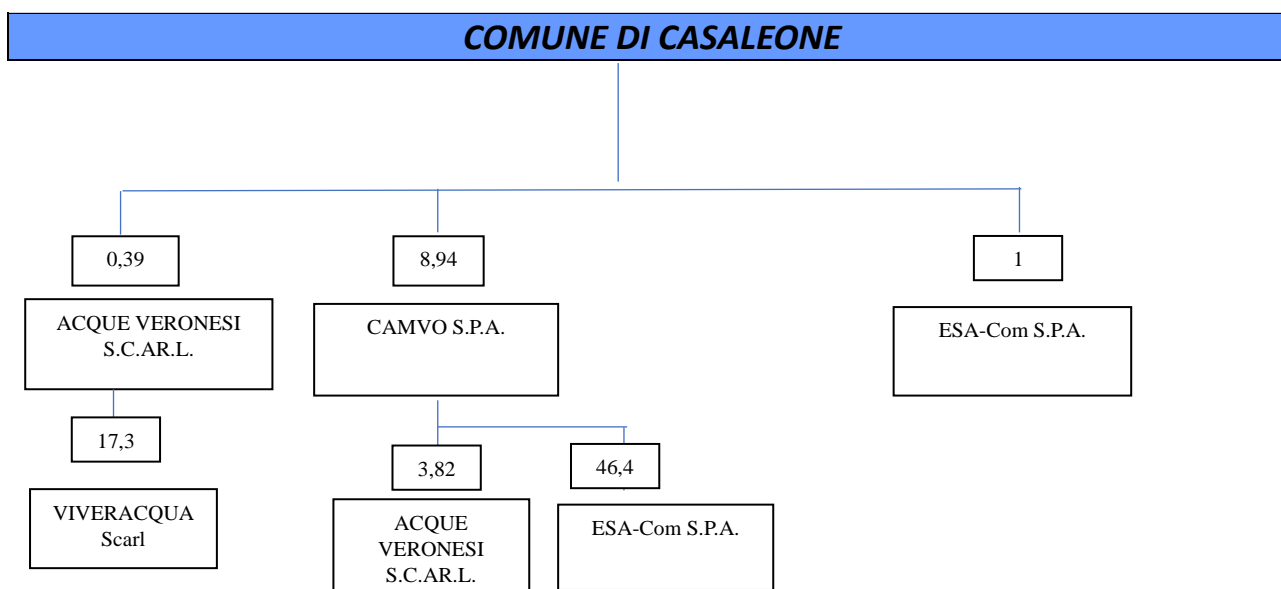 COMUNE DI CASALEONE
0,39
8,94
1
ACQUE VERONESI
S.C.AR.L.
CAMVO S.P.A.
ESA-Com S.P.A.
17,3
3,82
46,4
VIVERACQUA
Scarl
ACQUE
VERONESI
S.C.AR.L.
ESA-Com S.P.A.